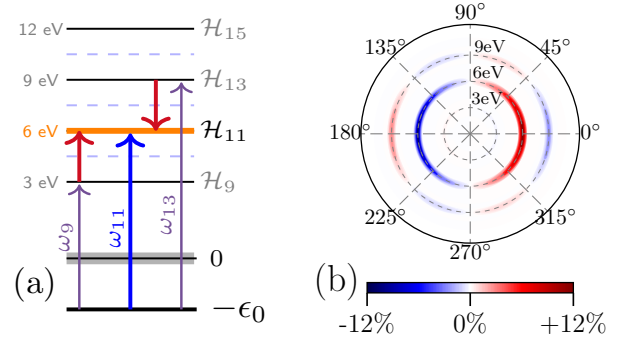 12 eV ℋ₁₅
9 eV ℋ₁₃
6 eV ℋ₁₁
3 eV ℋ₉
ω₉ ω₁₁ ω₁₃
0
−ϵ₀
(a)
90°
135° 45°
9eV
6eV
3eV
180° 0°
225° 315°
270°
(b)
-12% 0% +12%